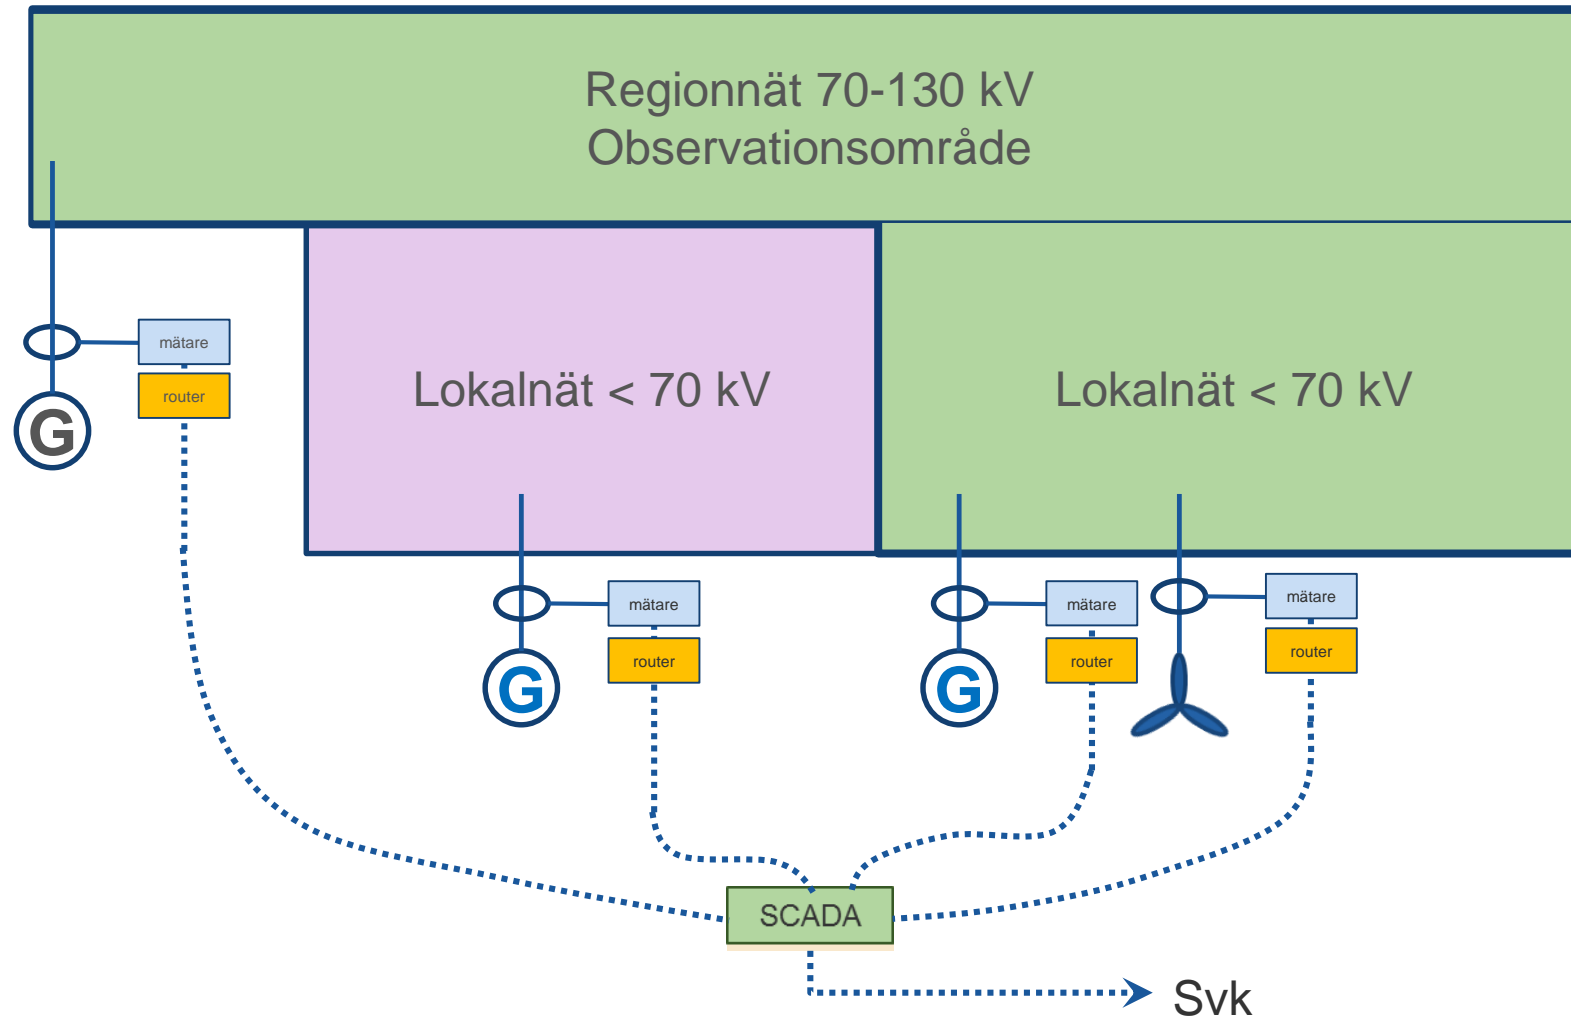 Regionnät 70-130 kV
Observationsområde
mätare
router
G
Lokalnät < 70 kV
Lokalnät < 70 kV
mätare
router
G
mätare
router
G
mätare
router
SCADA
Svk